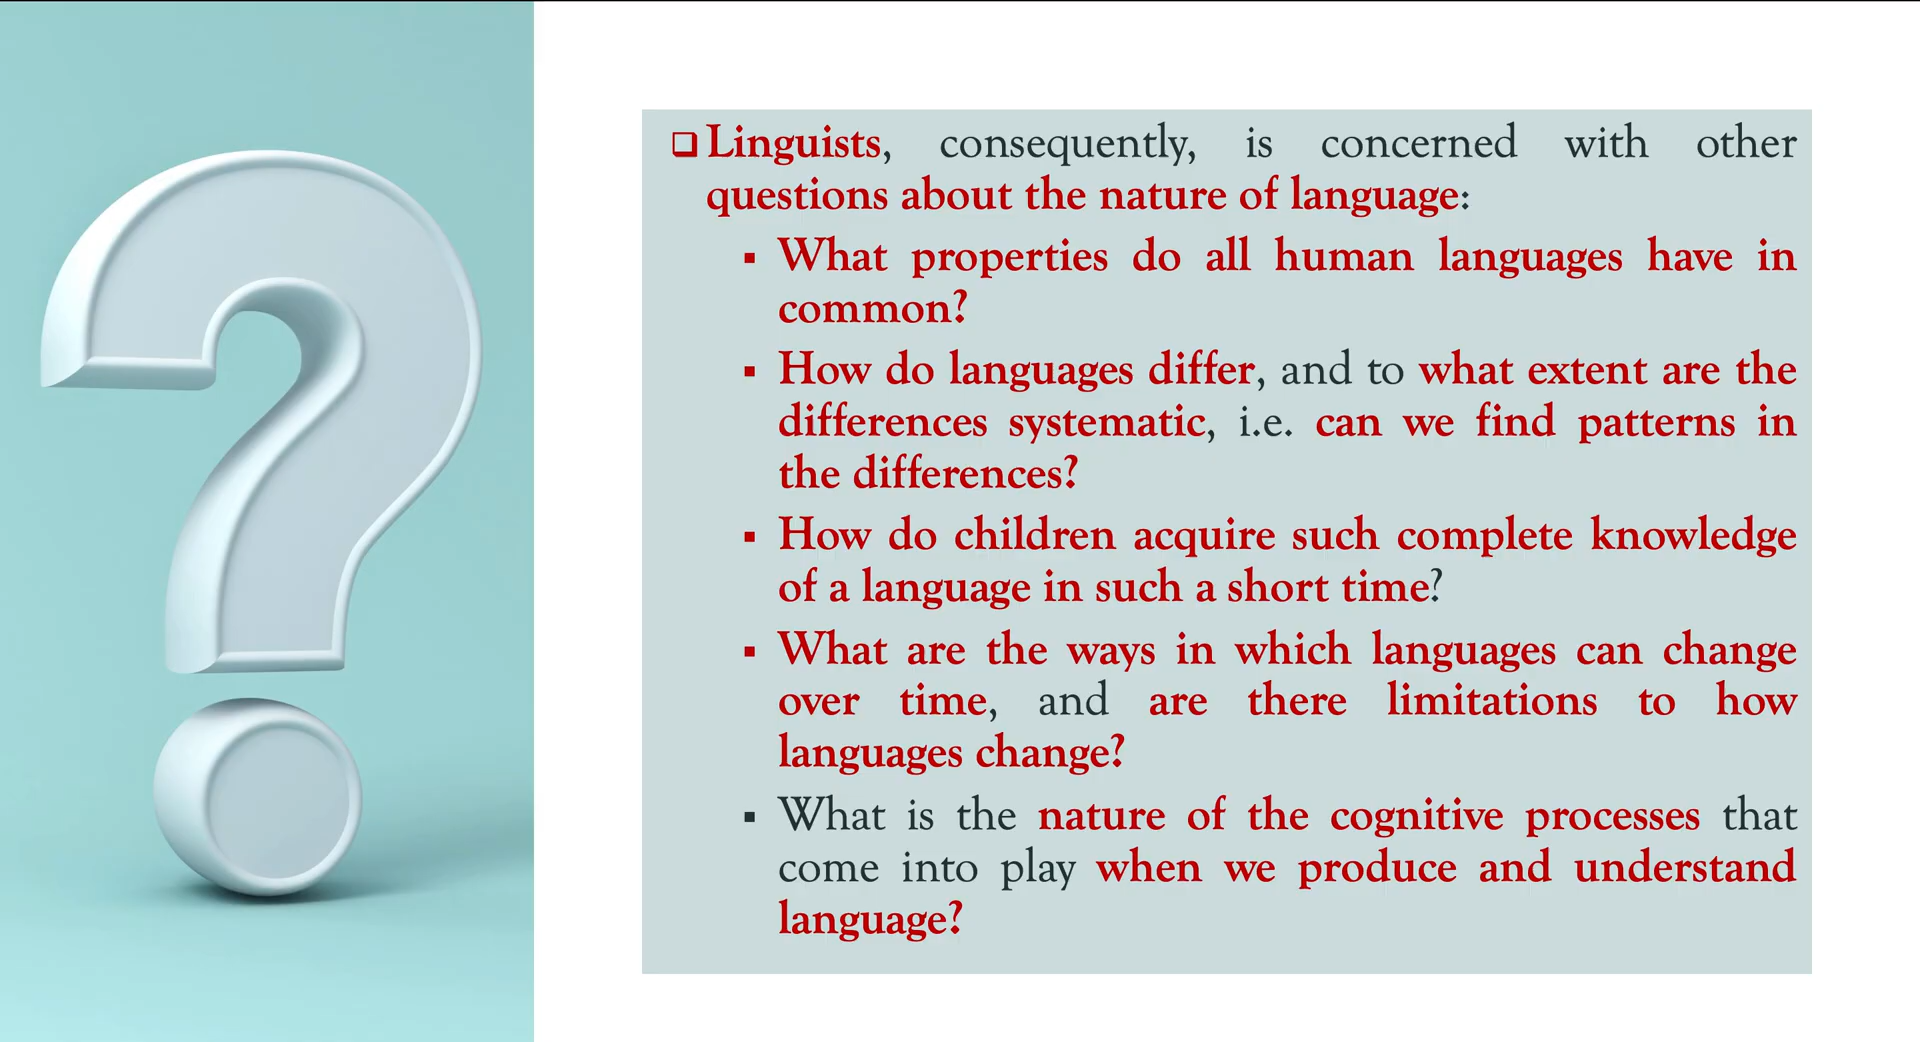 Linguists, consequently, is concerned with other
questions about the nature of language:
What properties do all human languages have in
common?
How do languages differ, and to what extent are the
differences systematic, i.e. can we find patterns in
the differences?
How do children acquire such complete knowledge
of a language in such a short time?
What are the ways in which languages can change
over time, and are there limitations to how
languages change?
What is the nature of the cognitive processes that
come into play when we produce and understand
language?